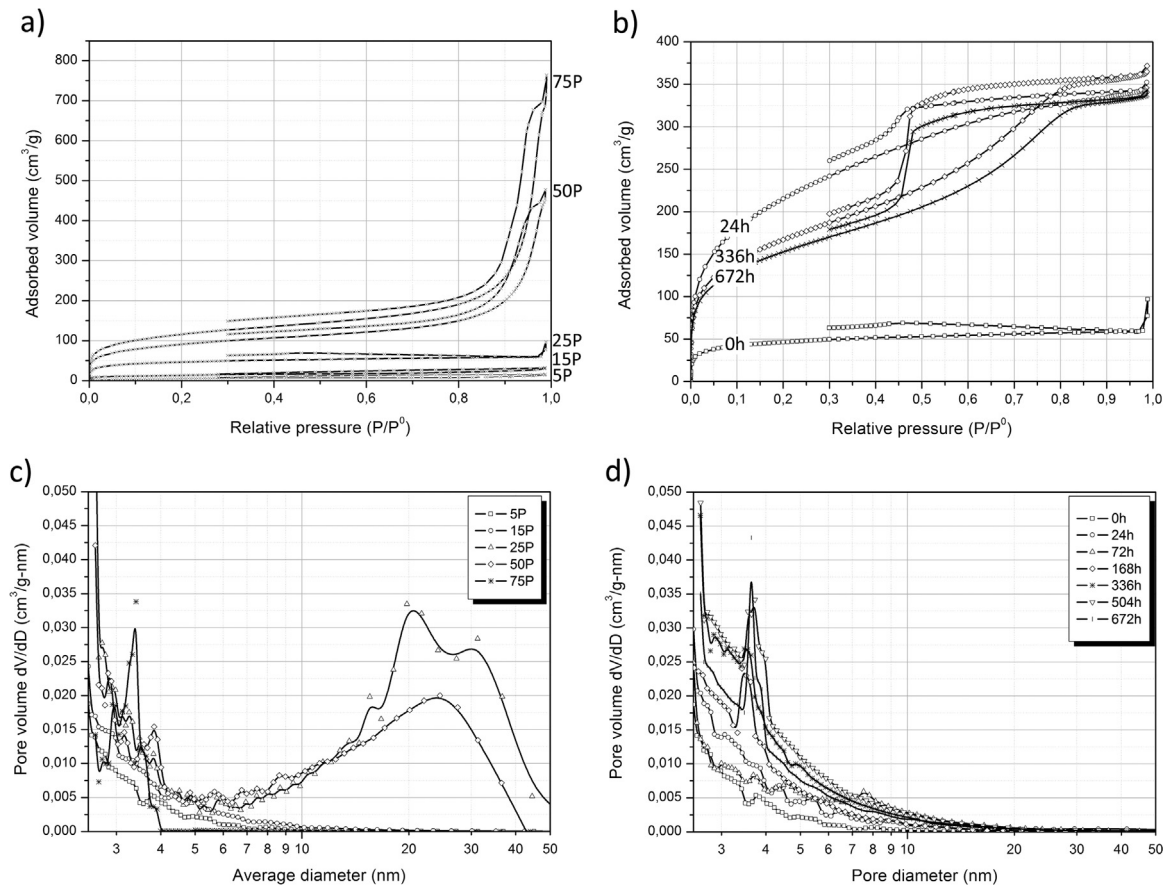 a)
Adsorbed volume (cm³/g)
800
700
600
500
400
300
200
100
0
0,0 0,2 0,4 0,6 0,8 1,0
Relative pressure (P/P⁰)
75P
50P
25P
15P
5P
b)
Adsorbed volume (cm³/g)
400
350
300
250
200
150
100
50
0
0,0 0,1 0,2 0,3 0,4 0,5 0,6 0,7 0,8 0,9 1,0
Relative pressure (P/P⁰)
24h
336h
672h
0h
c)
Pore volume dV/dD (cm³/g-nm)
0,050
0,045
0,040
0,035
0,030
0,025
0,020
0,015
0,010
0,005
0,000
3 4 5 6 7 8 9 10 20 30 40 50
Average diameter (nm)
5P
15P
25P
50P
75P
d)
Pore volume dV/dD (cm³/g-nm)
0,050
0,045
0,040
0,035
0,030
0,025
0,020
0,015
0,010
0,005
0,000
3 4 5 6 7 8 9 10 20 30 40 50
Pore diameter (nm)
0h
24h
72h
168h
336h
504h
672h